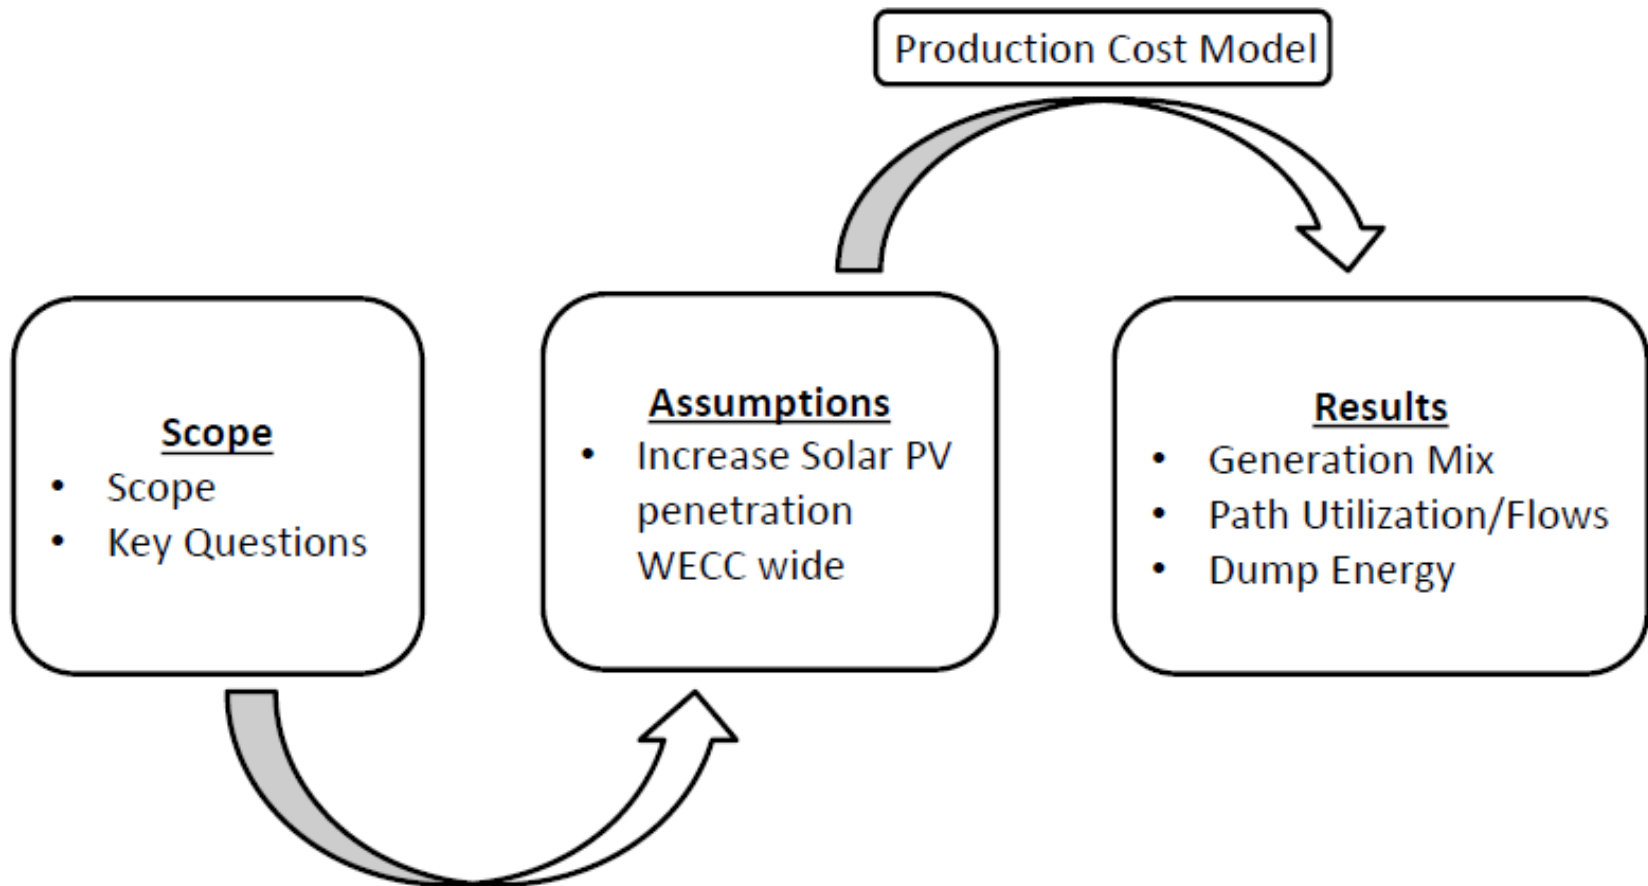 Production Cost Model
Scope
• Scope
• Key Questions
Assumptions
• Increase Solar PV
penetration
WECC wide
Results
• Generation Mix
• Path Utilization/Flows
• Dump Energy